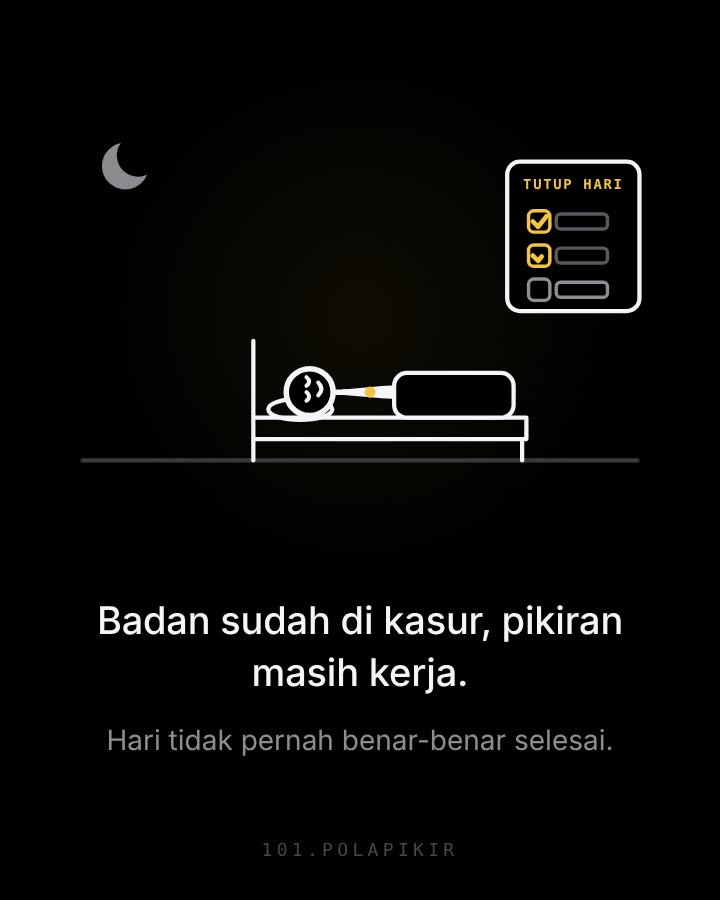 TUTUP HARI
Badan sudah di kasur, pikiran
masih kerja.
Hari tidak pernah benar-benar selesai.
101.POLAPIKIR